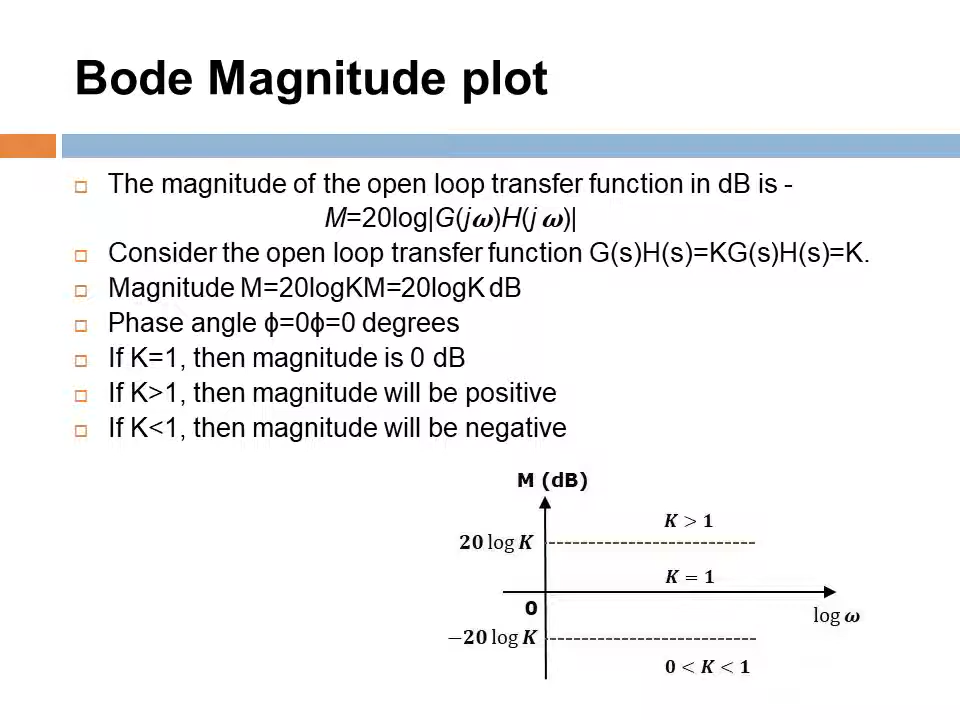 Bode Magnitude plot
The magnitude of the open loop transfer function in dB is -
M=20log|G(jω)H(j ω)|
Consider the open loop transfer function G(s)H(s)=KG(s)H(s)=K.
Magnitude M=20logKM=20logK dB
Phase angle ϕ=0ϕ=0 degrees
If K=1, then magnitude is 0 dB
If K>1, then magnitude will be positive
If K<1, then magnitude will be negative
M (dB)
K > 1
20 log K
K = 1
0
log ω
−20 log K
0 < K < 1